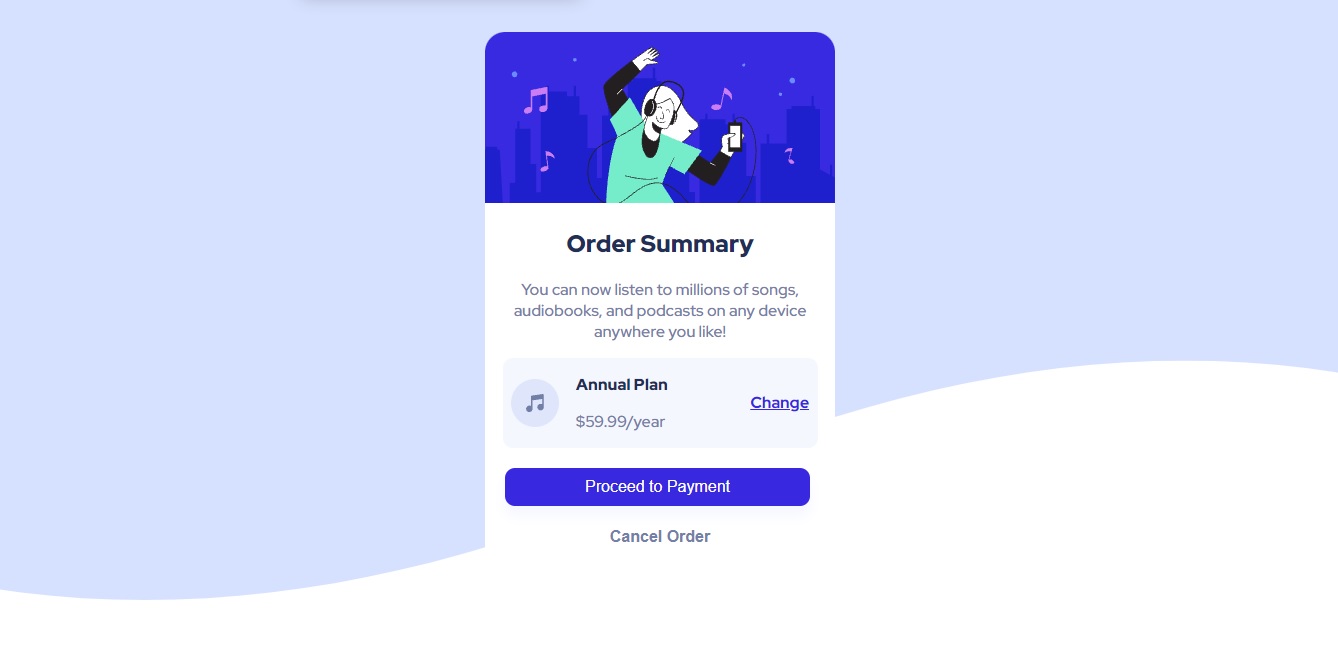 Order Summary
You can now listen to millions of songs,
audiobooks, and podcasts on any device
anywhere you like!
Annual Plan
$59.99/year
Change
Proceed to Payment
Cancel Order